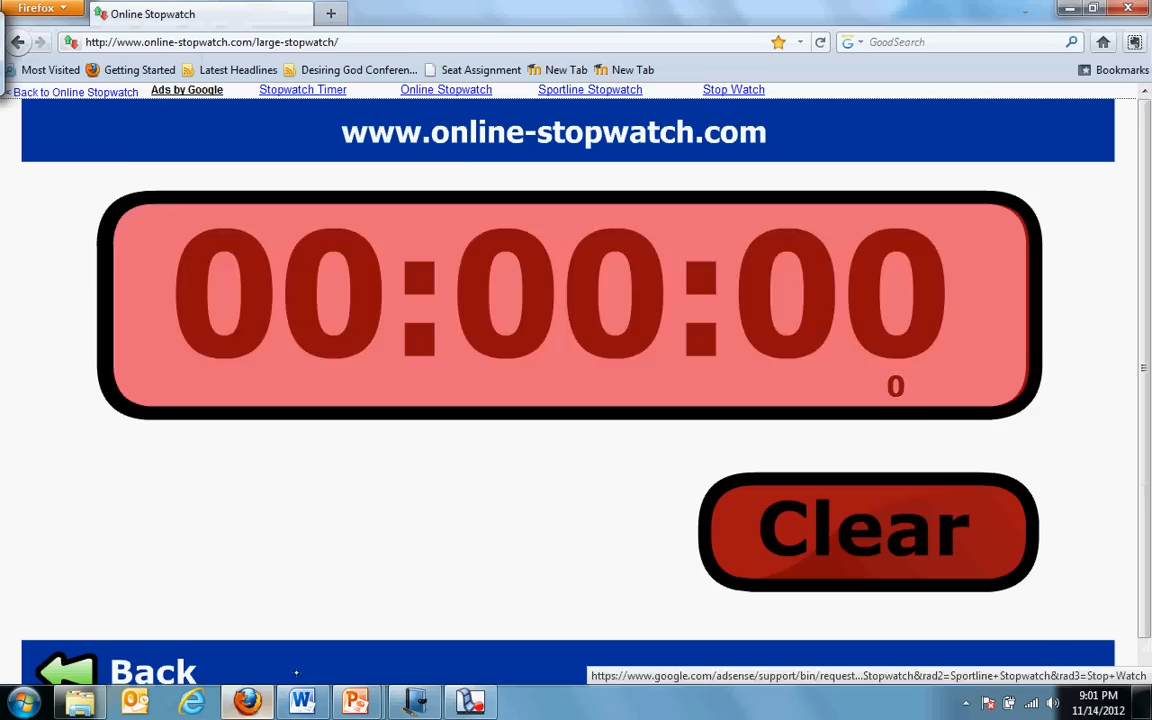 Firefox
Online Stopwatch
http://www.online-stopwatch.com/large-stopwatch/
GoodSearch
Most Visited Getting Started Latest Headlines Desiring God Conferen... Seat Assignment New Tab New Tab Bookmarks
< Back to Online Stopwatch Ads by Google Stopwatch Timer Online Stopwatch Sportline Stopwatch Stop Watch
www.online-stopwatch.com
00:00:00
0
Clear
Back
https://www.google.com/adsense/support/bin/request...Stopwatch&rad2=Sportline+Stopwatch&rad3=Stop+Watch
9:01 PM
11/14/2012